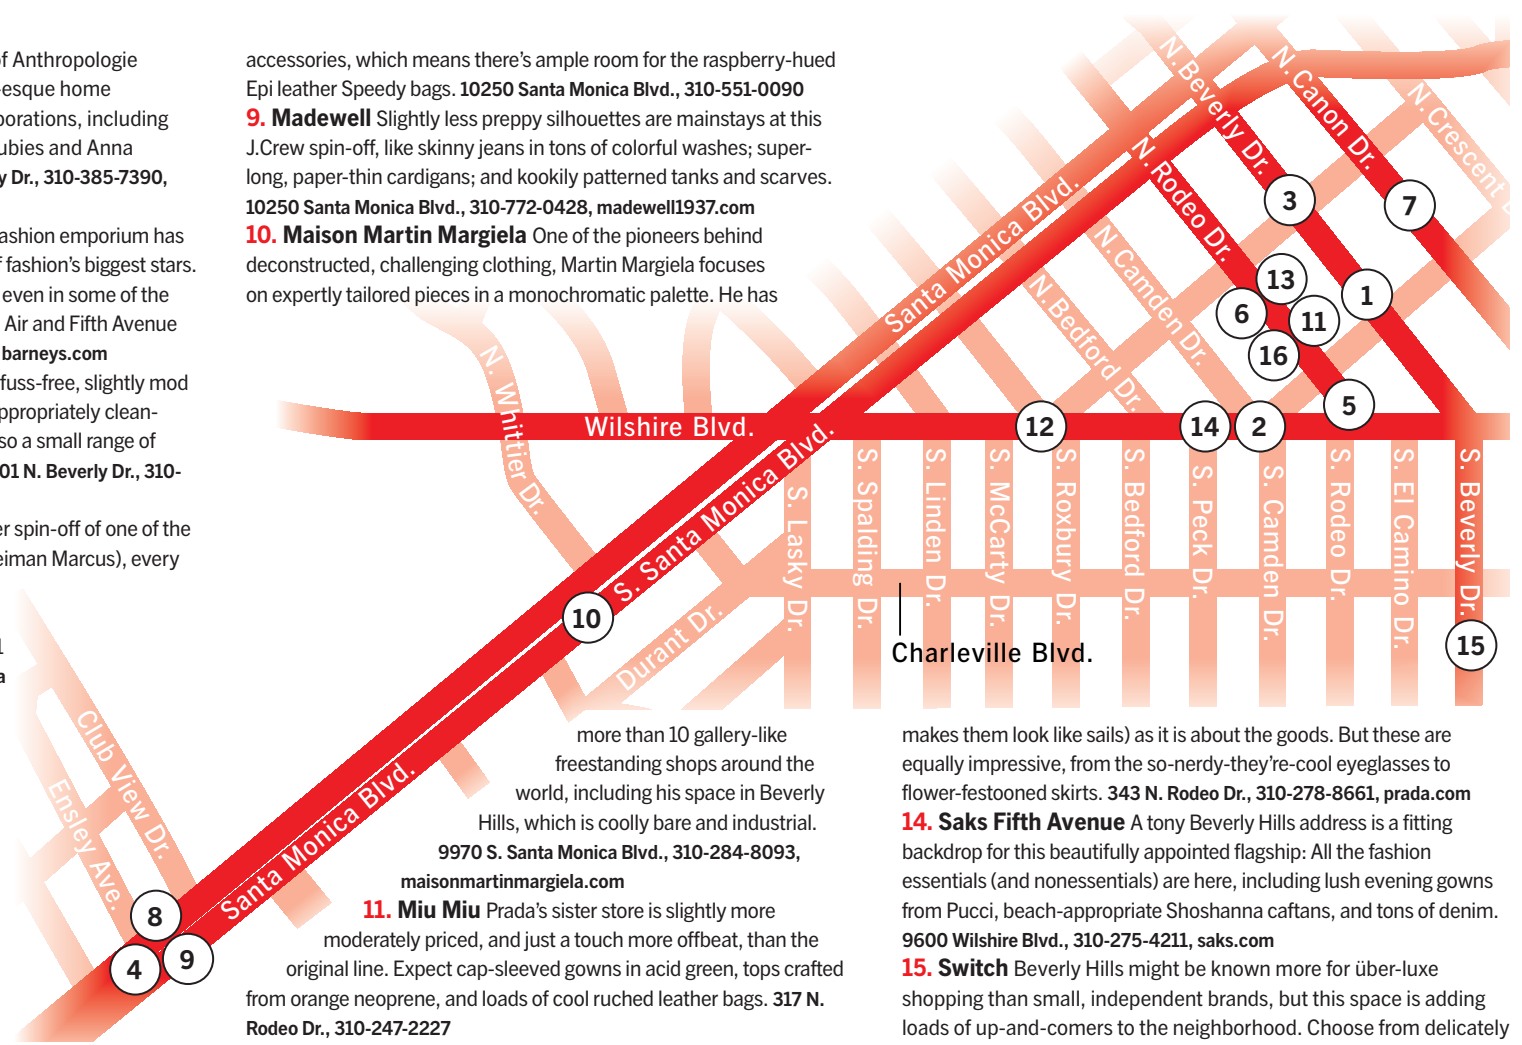 of Anthropologie
-esque home
porations, including
ubies and Anna
y Dr., 310-385-7390,
ashion emporium has
f fashion's biggest stars.
even in some of the
Air and Fifth Avenue
barneys.com
fuss-free, slightly mod
ppropriately clean-
so a small range of
01 N. Beverly Dr., 310-
er spin-off of one of the
eiman Marcus), every
1
a
accessories, which means there's ample room for the raspberry-hued
Epi leather Speedy bags. 10250 Santa Monica Blvd., 310-551-0090
9. Madewell Slightly less preppy silhouettes are mainstays at this
J.Crew spin-off, like skinny jeans in tons of colorful washes; super-
long, paper-thin cardigans; and kookily patterned tanks and scarves.
10250 Santa Monica Blvd., 310-772-0428, madewell1937.com
10. Maison Martin Margiela One of the pioneers behind
deconstructed, challenging clothing, Martin Margiela focuses
on expertly tailored pieces in a monochromatic palette. He has
more than 10 gallery-like
freestanding shops around the
world, including his space in Beverly
Hills, which is coolly bare and industrial.
9970 S. Santa Monica Blvd., 310-284-8093,
maisonmartinmargiela.com
11. Miu Miu Prada's sister store is slightly more
moderately priced, and just a touch more offbeat, than the
original line. Expect cap-sleeved gowns in acid green, tops crafted
from orange neoprene, and loads of cool ruched leather bags. 317 N.
Rodeo Dr., 310-247-2227
makes them look like sails) as it is about the goods. But these are
equally impressive, from the so-nerdy-they're-cool eyeglasses to
flower-festooned skirts. 343 N. Rodeo Dr., 310-278-8661, prada.com
14. Saks Fifth Avenue A tony Beverly Hills address is a fitting
backdrop for this beautifully appointed flagship: All the fashion
essentials (and nonessentials) are here, including lush evening gowns
from Pucci, beach-appropriate Shoshanna caftans, and tons of denim.
9600 Wilshire Blvd., 310-275-4211, saks.com
15. Switch Beverly Hills might be known more for über-luxe
shopping than small, independent brands, but this space is adding
loads of up-and-comers to the neighborhood. Choose from delicately
N. Beverly Dr.
N. Canon Dr.
N. Crescent D
N. Rodeo Dr.
Santa Monica Blvd.
N. Camden Dr.
N. Bedford Dr.
N. Whittier Dr.
Wilshire Blvd.
S. Santa Monica Blvd.
S. Lasky Dr.
S. Spalding Dr.
S. Linden Dr.
S. McCarty Dr.
S. Roxbury Dr.
S. Bedford Dr.
S. Peck Dr.
S. Camden Dr.
S. Rodeo Dr.
S. El Camino Dr.
S. Beverly Dr.
Durant Dr.
Charleville Blvd.
Club View Dr.
Ensley Ave.
Santa Monica Blvd.
3
7
13
1
6
11
16
5
12
14
2
10
15
8
4
9